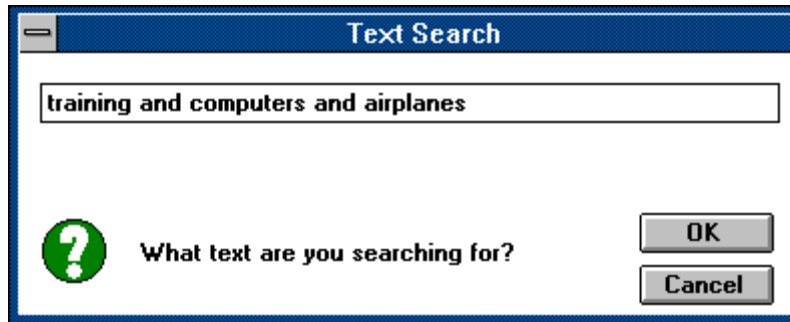 Text Search
training and computers and airplanes
What text are you searching for?
OK
Cancel